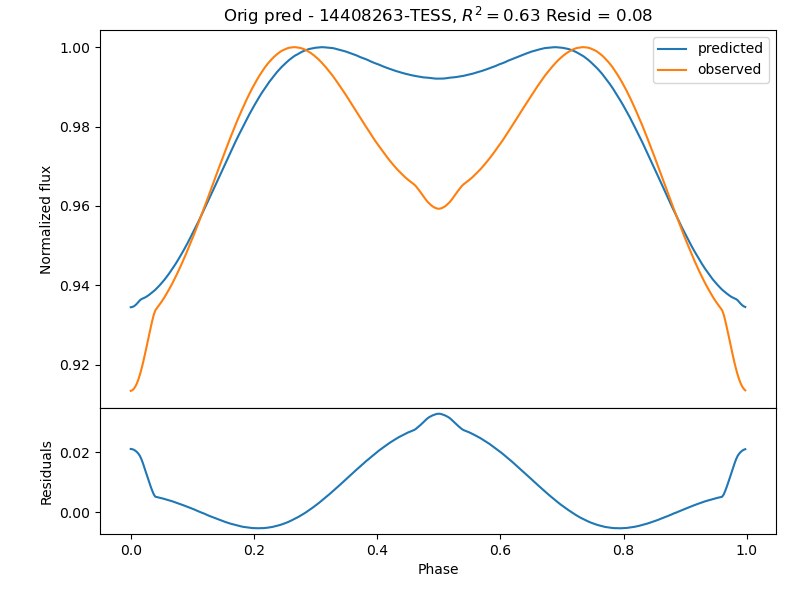 Orig pred - 14408263-TESS, $R^2 = 0.63$ Resid = 0.08
predicted
observed
Normalized flux
1.00
0.98
0.96
0.94
0.92
Residuals
0.02
0.00
0.0
0.2
0.4
0.6
0.8
1.0
Phase